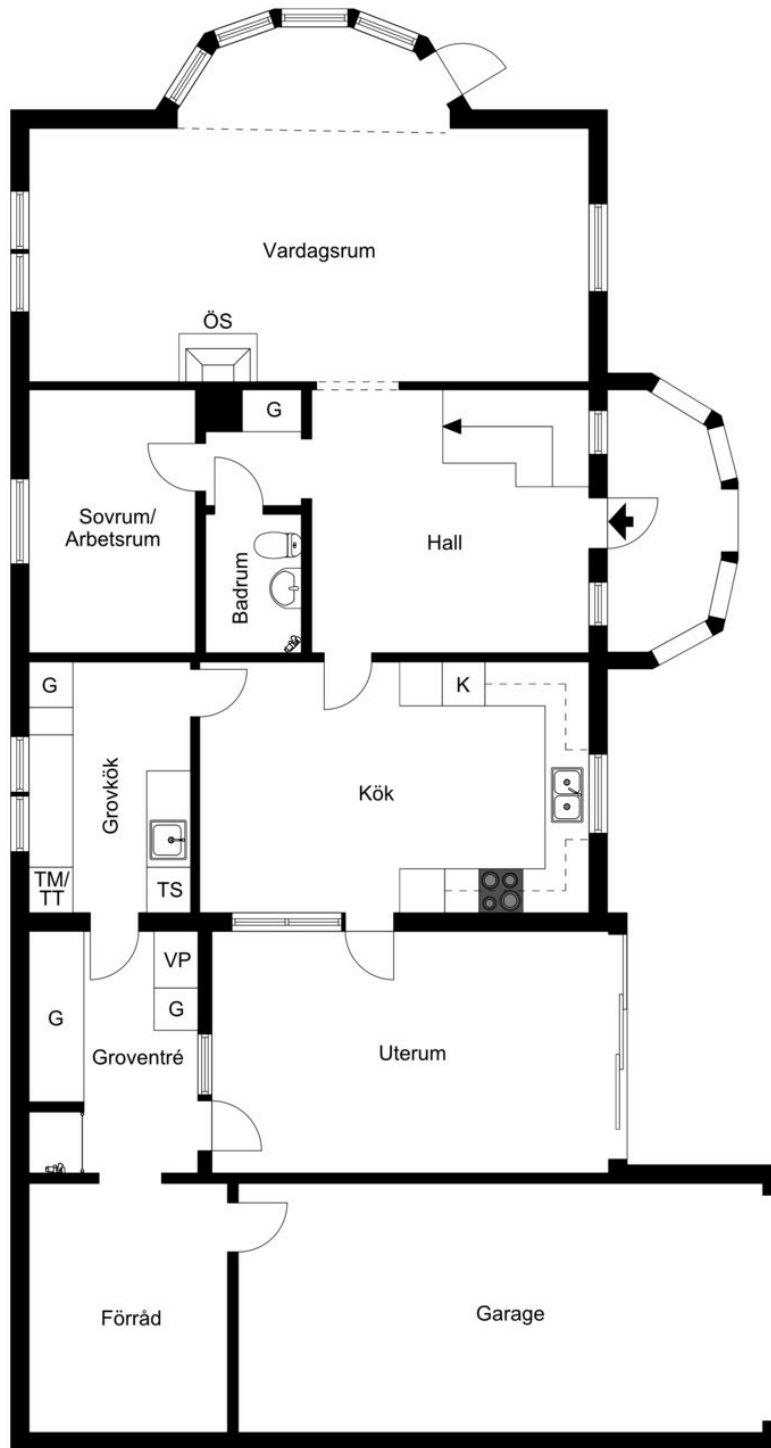 Vardagsrum
ÖS
G
Sovrum/
Arbetsrum
Badrum
Hall
G
K
Grovkök
Kök
TM/
TT
TS
VP
G
G
Groventré
Uterum
Förråd
Garage